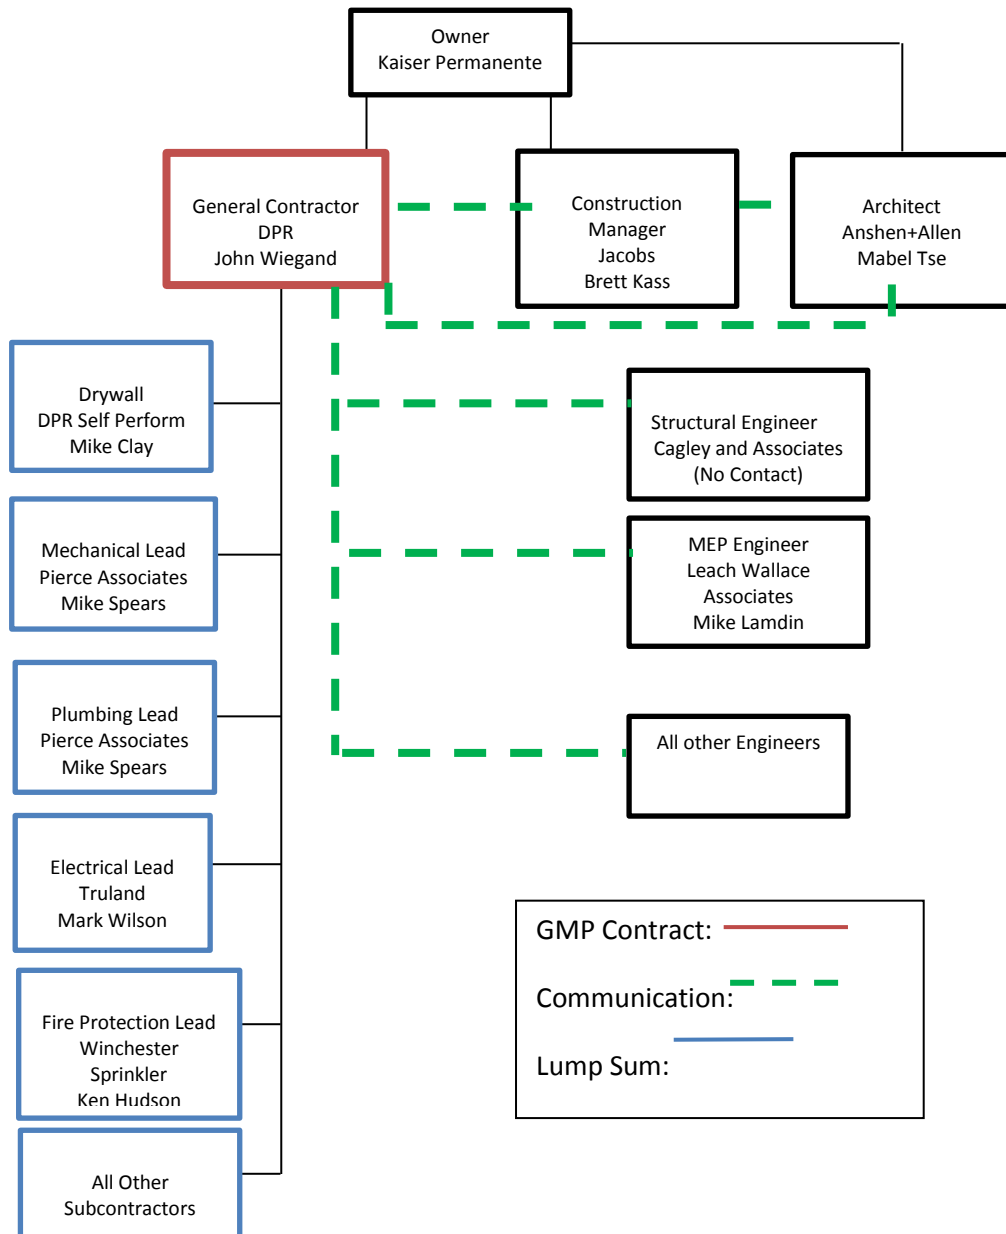 Owner
Kaiser Permanente
General Contractor
DPR
John Wiegand
Construction
Manager
Jacobs
Brett Kass
Architect
Anshen+Allen
Mabel Tse
Drywall
DPR Self Perform
Mike Clay
Structural Engineer
Cagley and Associates
(No Contact)
Mechanical Lead
Pierce Associates
Mike Spears
MEP Engineer
Leach Wallace
Associates
Mike Lamdin
Plumbing Lead
Pierce Associates
Mike Spears
All other Engineers
Electrical Lead
Truland
Mark Wilson
Fire Protection Lead
Winchester
Sprinkler
Ken Hudson
All Other
Subcontractors
GMP Contract:
Communication:
Lump Sum: